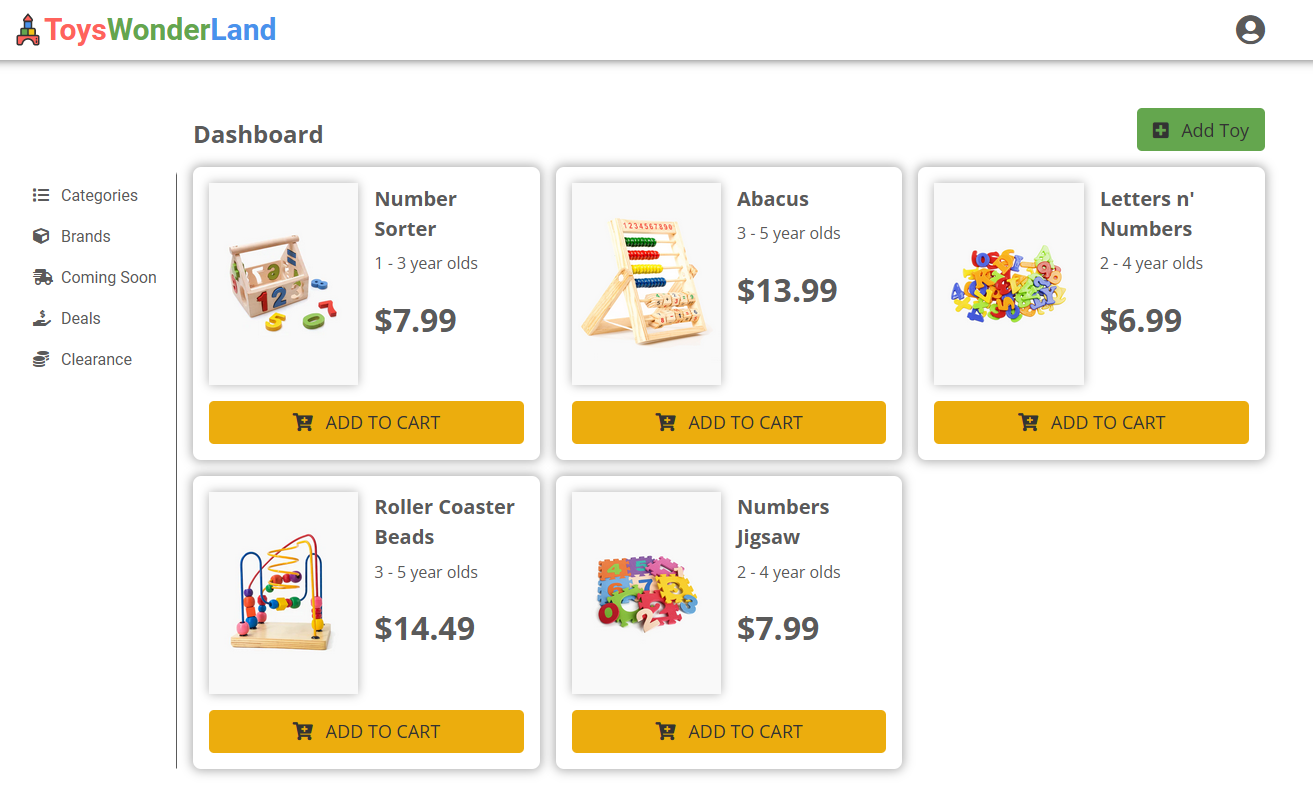 ToysWonderLand
Dashboard
Add Toy
Categories
Brands
Coming Soon
Deals
Clearance
Number
Sorter
1 - 3 year olds
$7.99
ADD TO CART
Abacus
3 - 5 year olds
$13.99
ADD TO CART
Letters n'
Numbers
2 - 4 year olds
$6.99
ADD TO CART
Roller Coaster
Beads
3 - 5 year olds
$14.49
ADD TO CART
Numbers
Jigsaw
2 - 4 year olds
$7.99
ADD TO CART